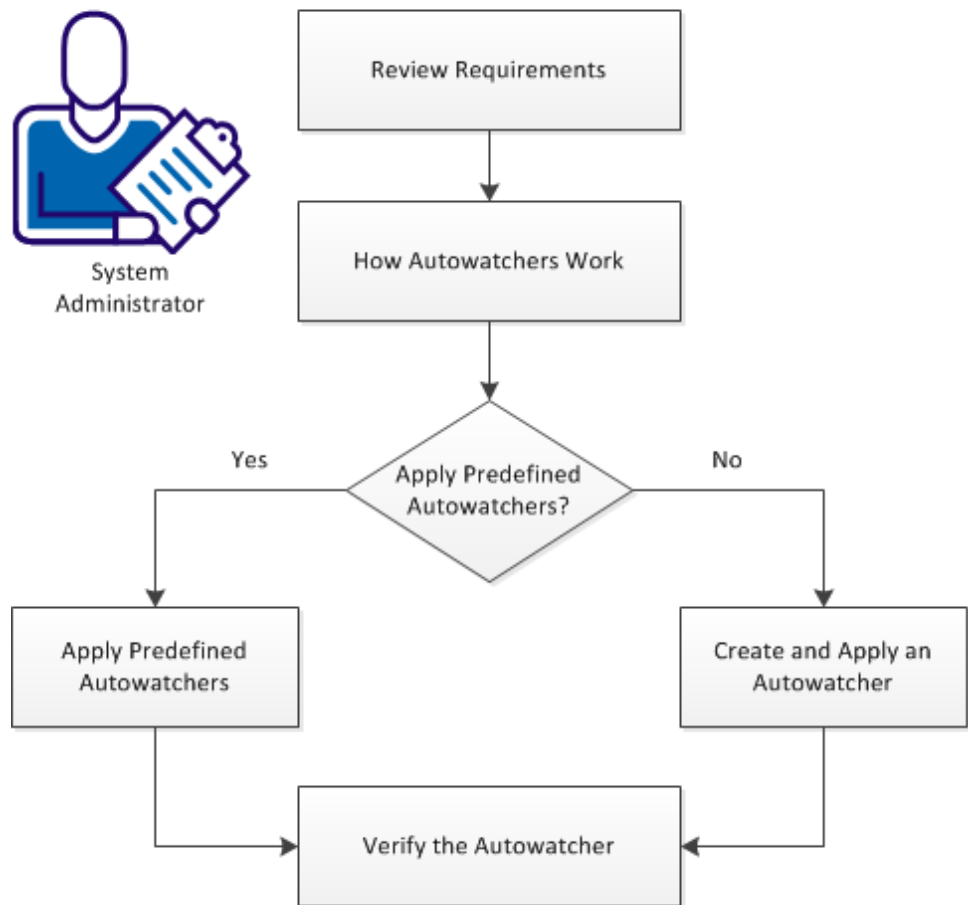 Review Requirements
System
Administrator
How Autowatchers Work
Yes
No
Apply Predefined
Autowatchers?
Apply Predefined
Autowatchers
Create and Apply an
Autowatcher
Verify the Autowatcher